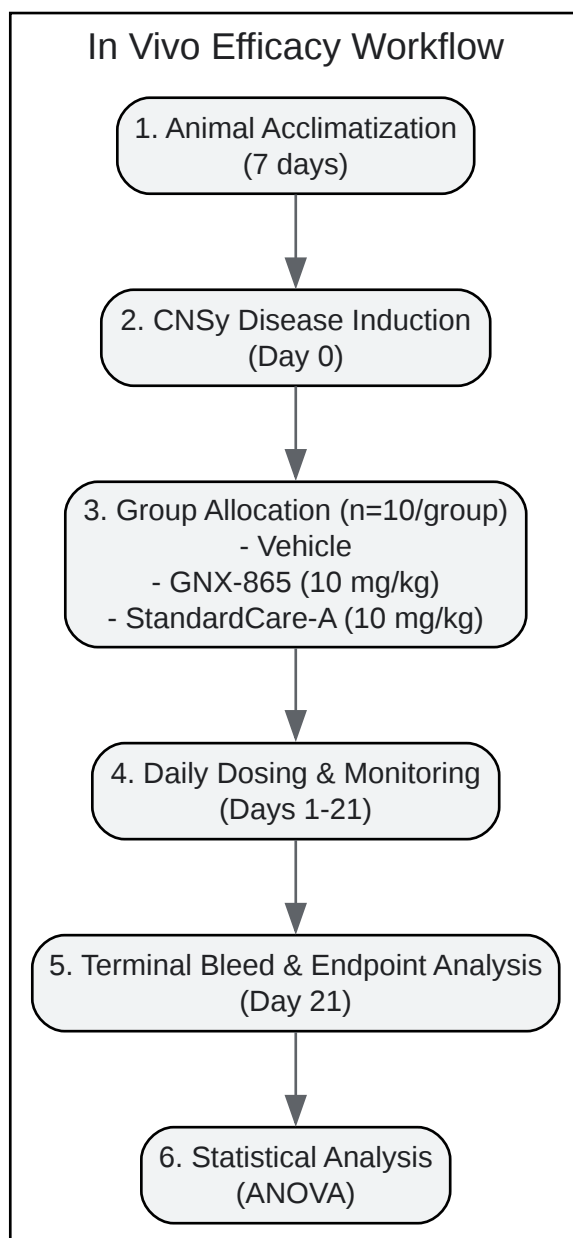 In Vivo Efficacy Workflow
1. Animal Acclimatization
(7 days)
2. CNSy Disease Induction
(Day 0)
3. Group Allocation (n=10/group)
- Vehicle
- GNX-865 (10 mg/kg)
- StandardCare-A (10 mg/kg)
4. Daily Dosing & Monitoring
(Days 1-21)
5. Terminal Bleed & Endpoint Analysis
(Day 21)
6. Statistical Analysis
(ANOVA)